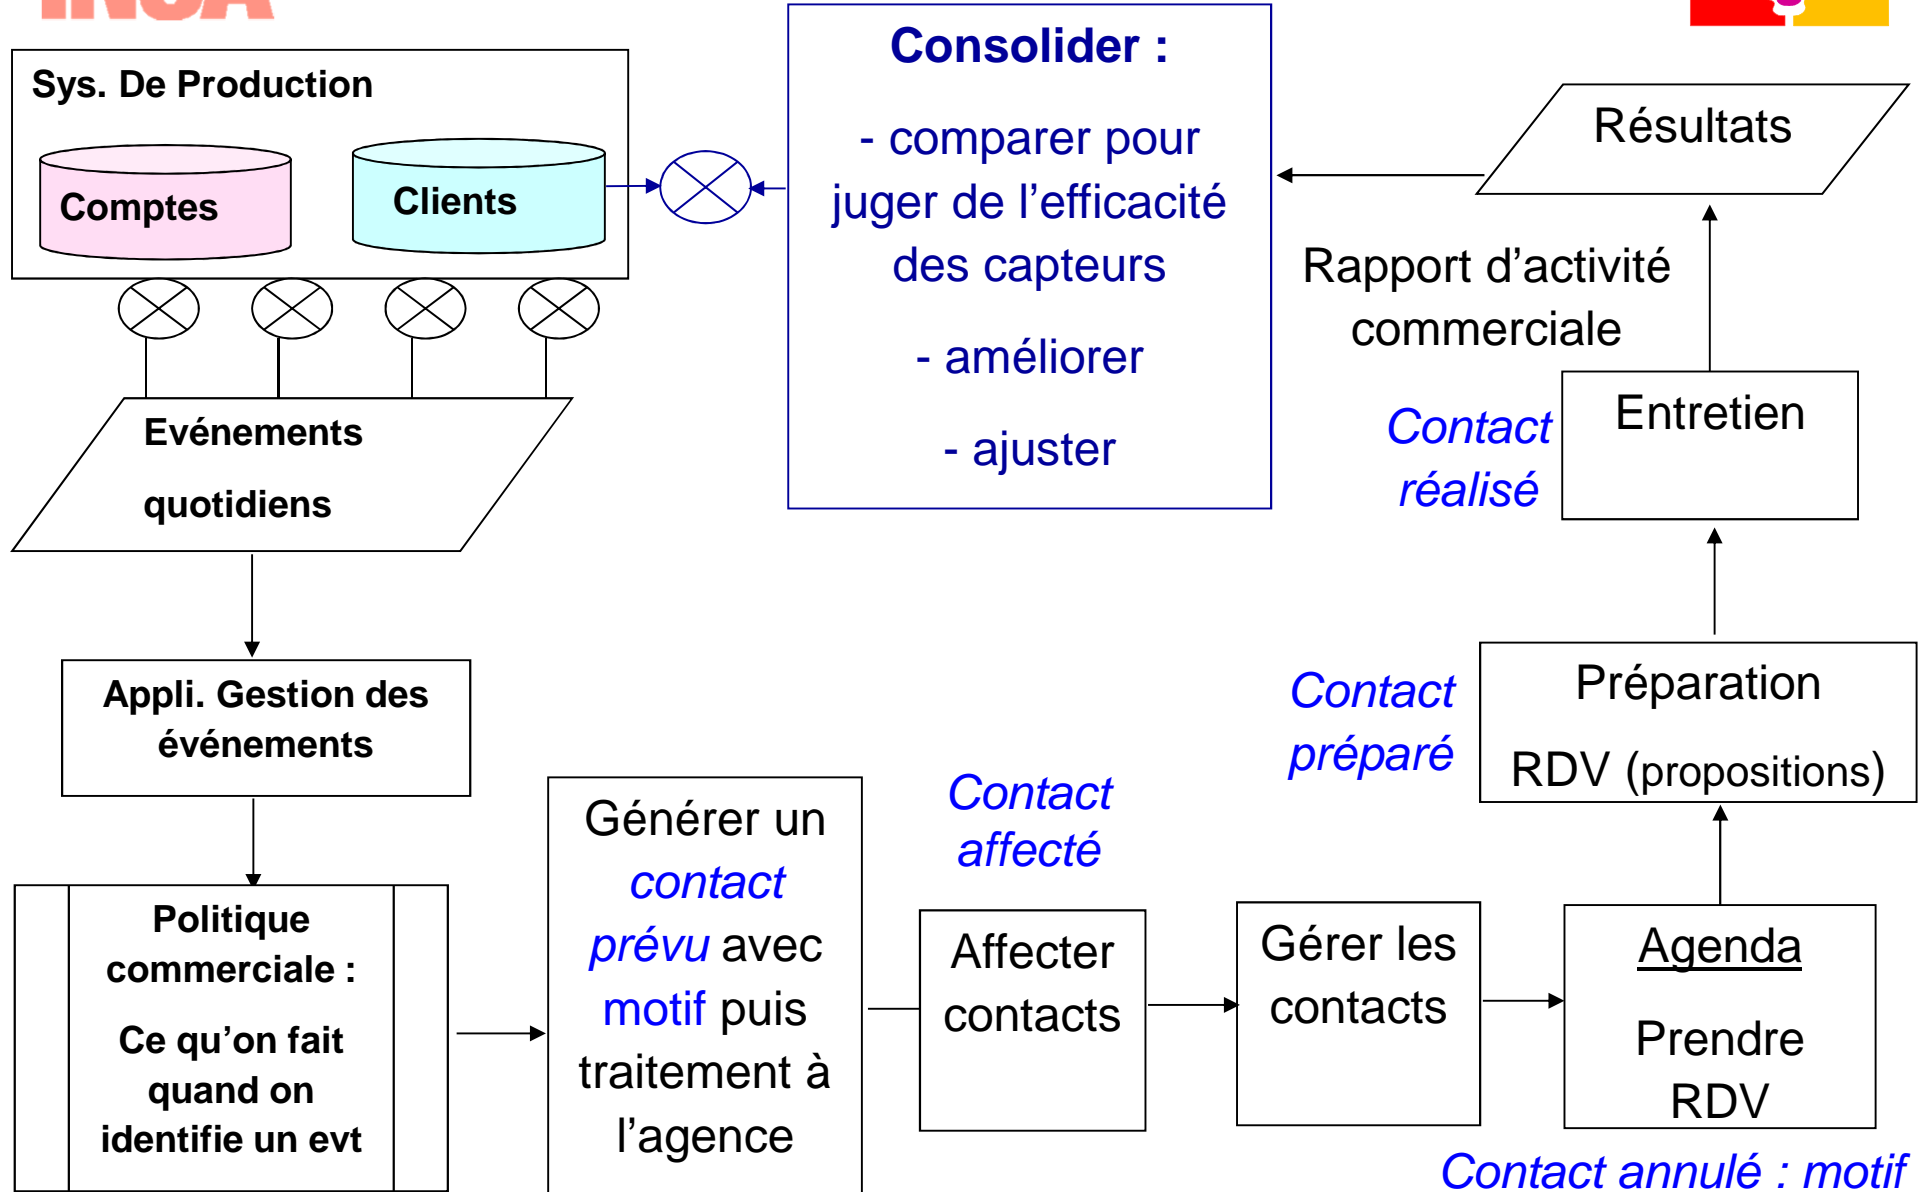 INSA
Sys. De Production
Comptes
Clients
Consolider :
- comparer pour
juger de l'efficacité
des capteurs
- améliorer
- ajuster
Résultats
Rapport d'activité
commerciale
Evénements
quotidiens
Contact
réalisé
Entretien
Appli. Gestion des
événements
Contact
préparé
Préparation
RDV (propositions)
Politique
commerciale :
Ce qu'on fait
quand on
identifie un evt
Générer un
contact
prévu avec
motif puis
traitement à
l'agence
Contact
affecté
Affecter
contacts
Gérer les
contacts
Agenda
Prendre
RDV
Contact annulé : motif